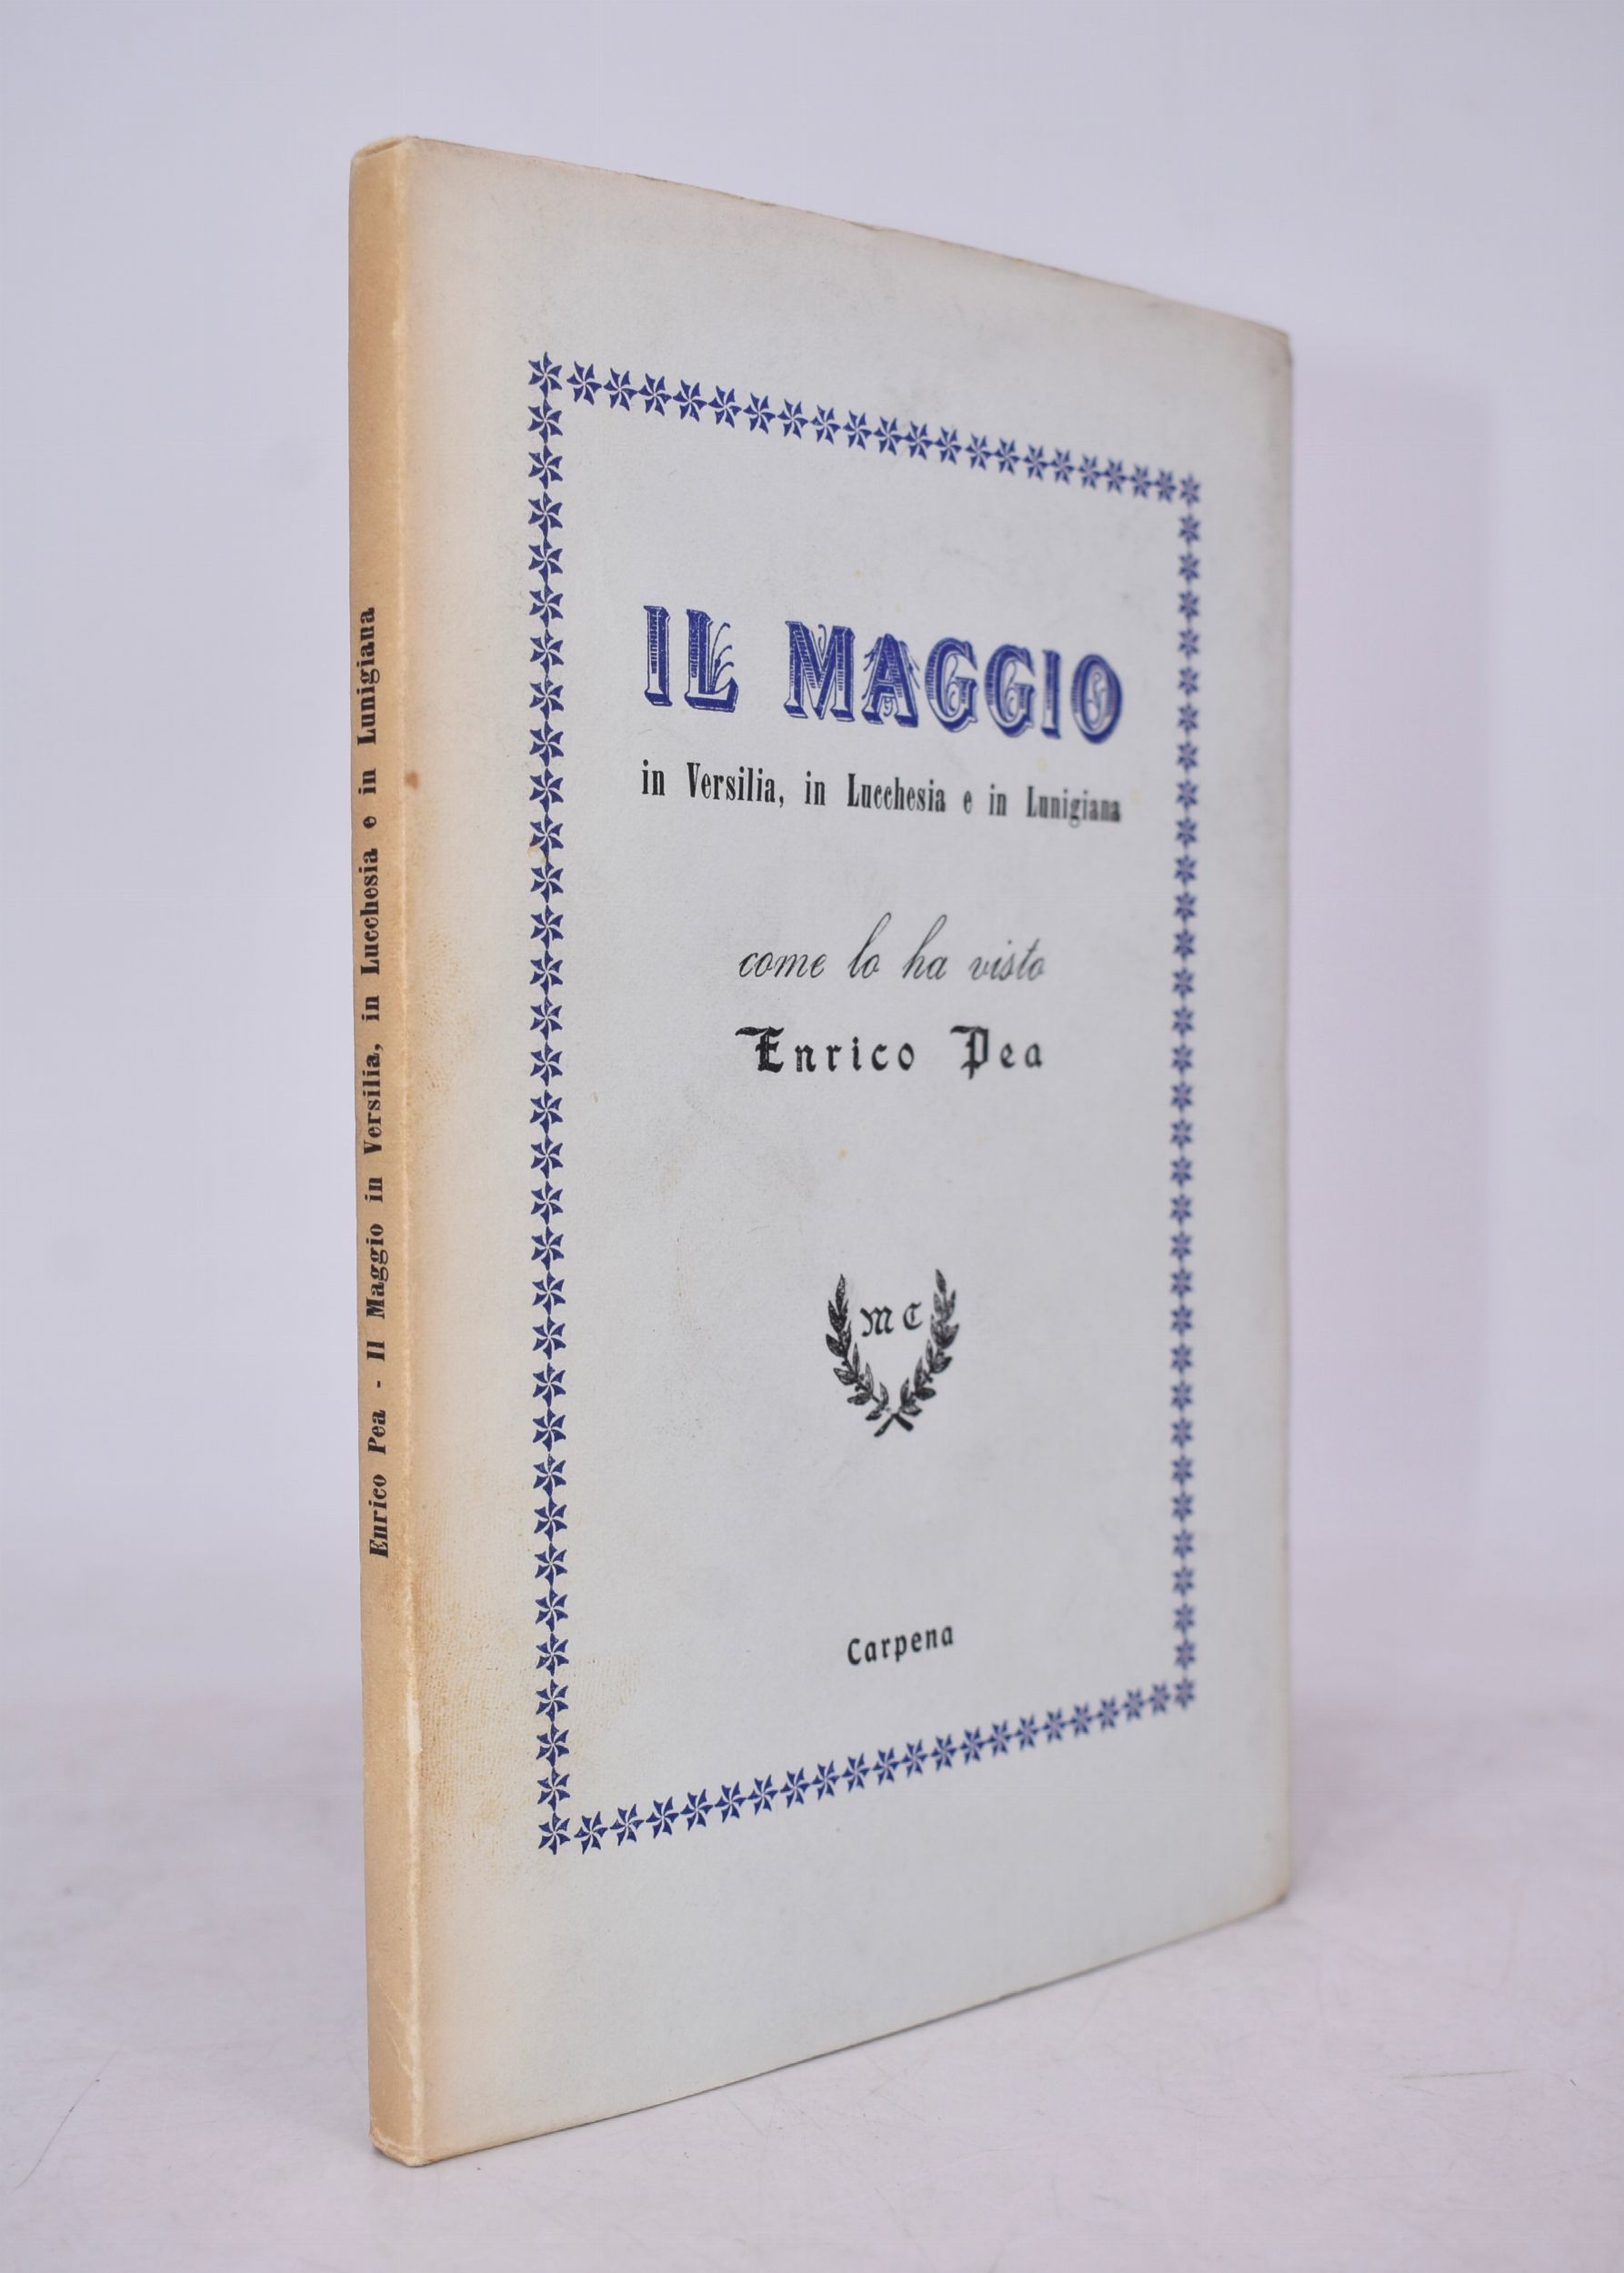 Enrico Pea - Il Maggio in Versilia, in Lucchesia e in Lunigiana
IL MAGGIO
in Versilia, in Lucchesia e in Lunigiana
come lo ha visto
Enrico Pea
M C
Carpena